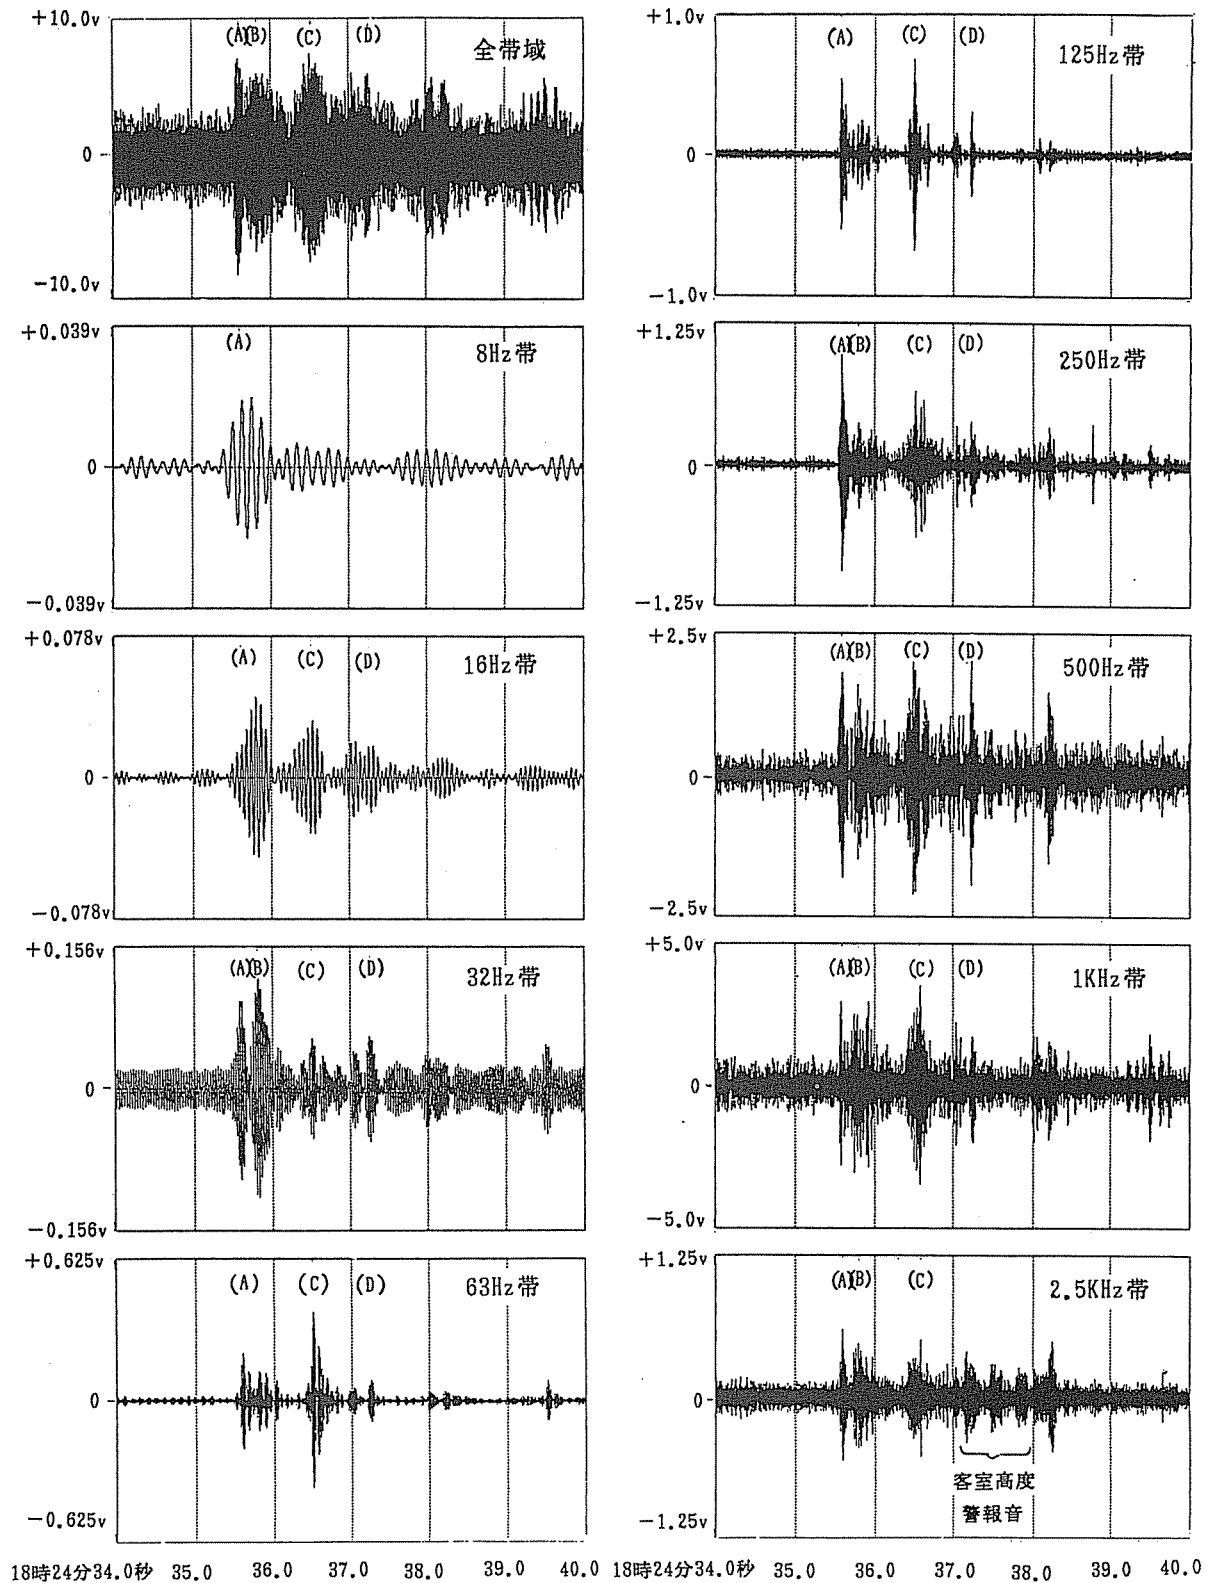 +10.0v
(A)(B) (C) (D)
全帯域
0
-10.0v
+0.039v
(A)
8Hz帯
0
-0.039v
+0.078v
(A) (C) (D)
16Hz帯
0
-0.078v
+0.156v
(A)(B) (C) (D)
32Hz帯
0
-0.156v
+0.625v
(A) (C) (D)
63Hz帯
0
-0.625v
18時24分34.0秒 35.0 36.0 37.0 38.0 39.0 40.0
+1.0v
(A) (C) (D)
125Hz帯
0
-1.0v
+1.25v
(A)(B) (C) (D)
250Hz帯
0
-1.25v
+2.5v
(A)(B) (C) (D)
500Hz帯
0
-2.5v
+5.0v
(A)(B) (C) (D)
1KHz帯
0
-5.0v
+1.25v
(A)(B) (C)
2.5KHz帯
0
客室高度
警報音
-1.25v
18時24分34.0秒 35.0 36.0 37.0 38.0 39.0 40.0